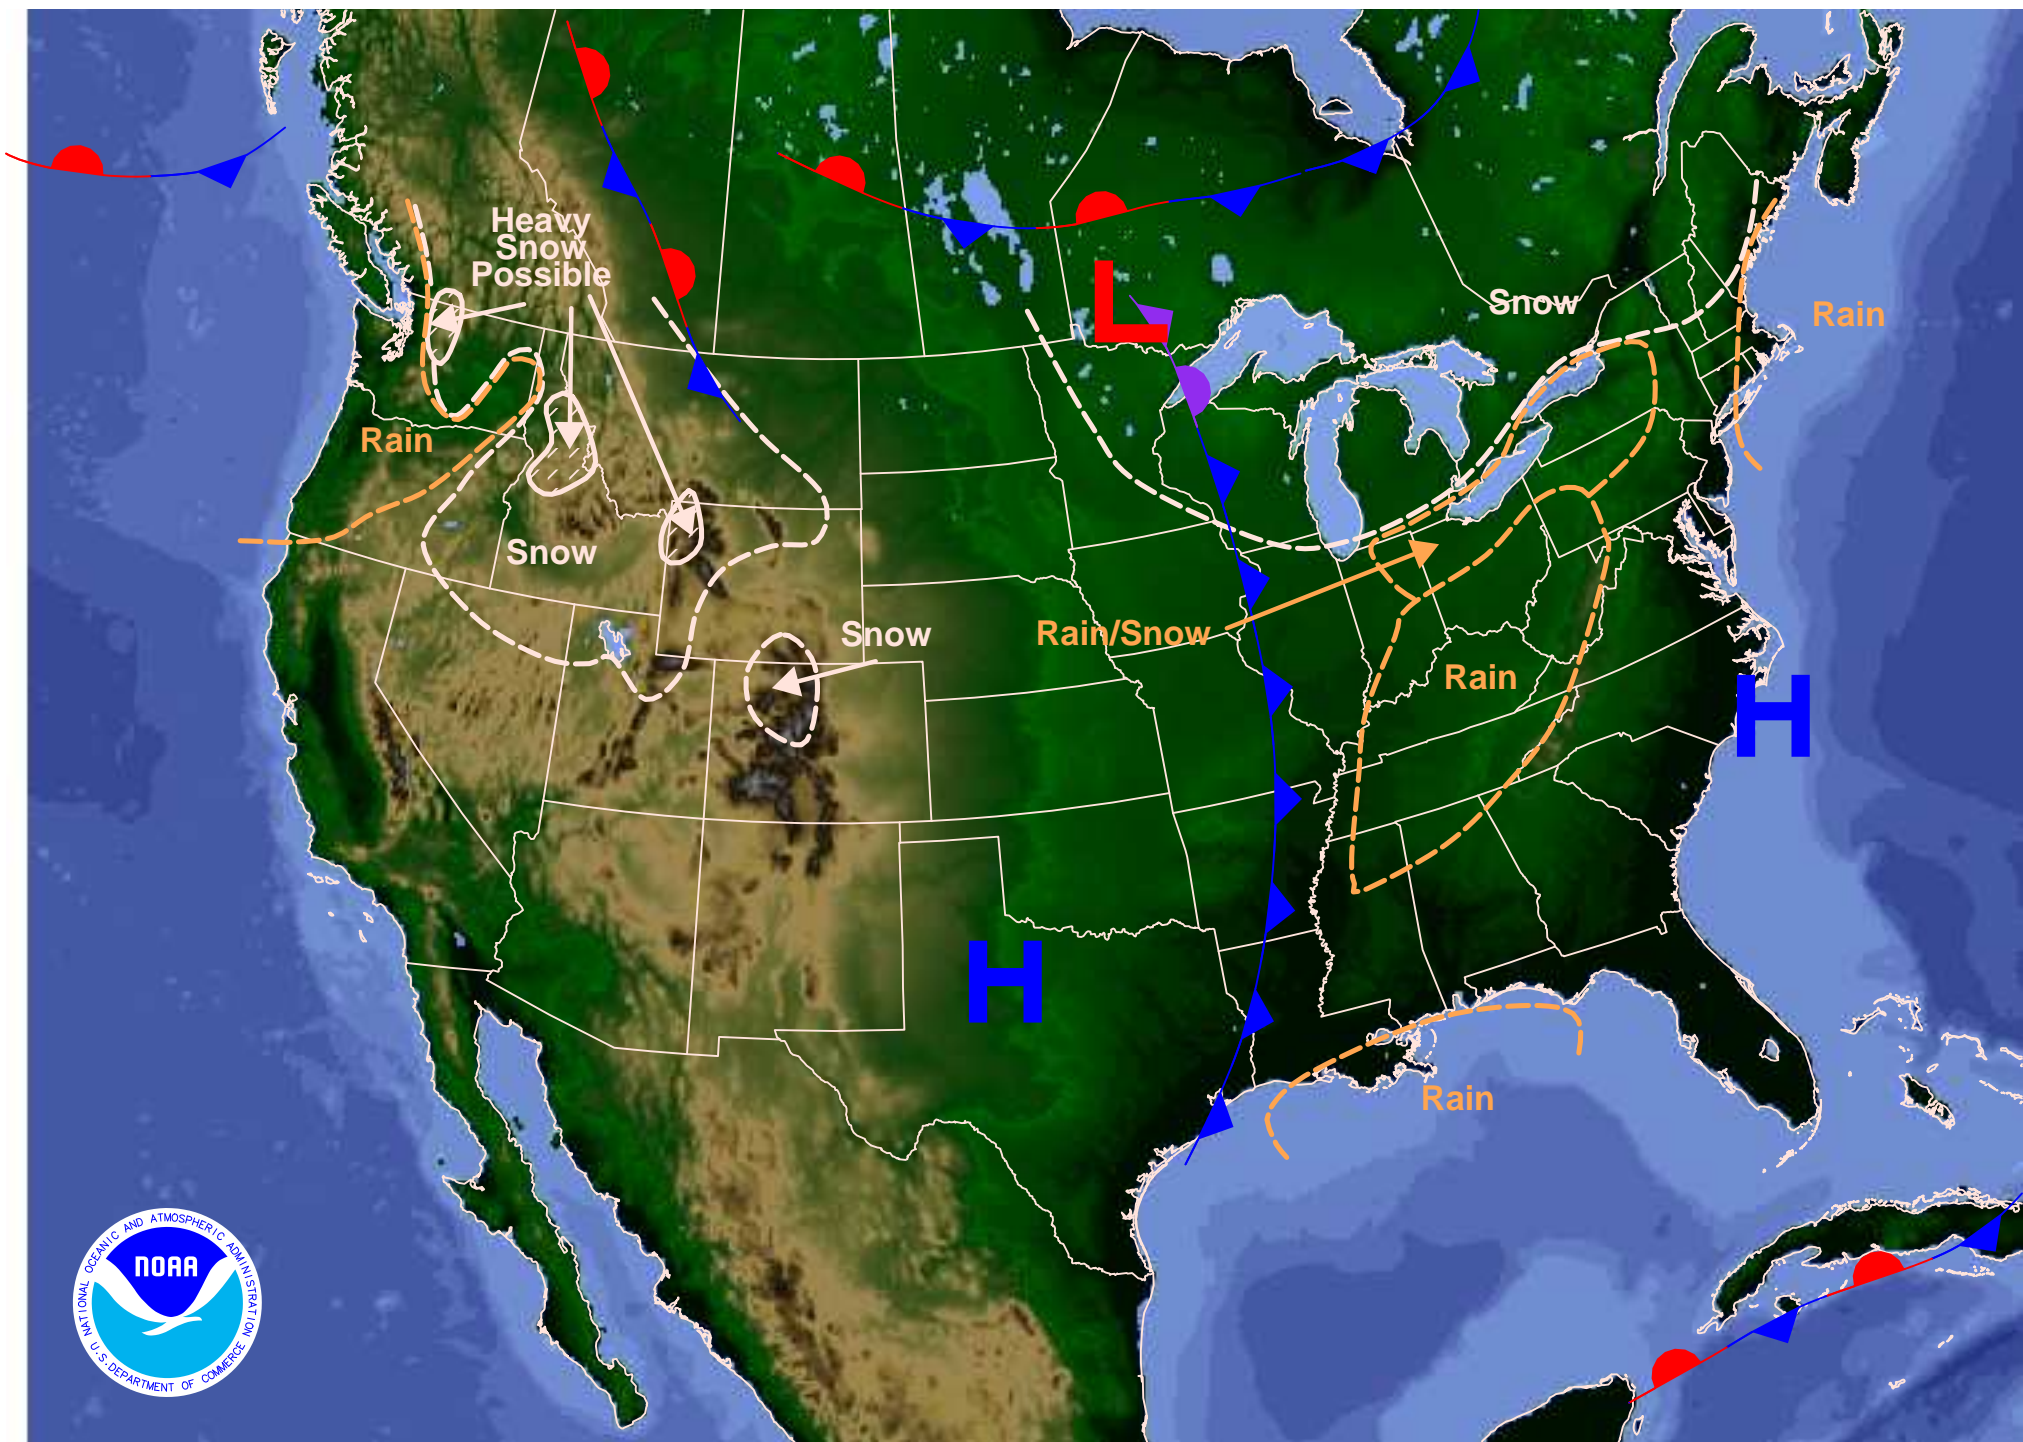 Heavy
Snow
Possible
Snow
Rain
L
Rain
Snow
Snow
Rain/Snow
Rain
H
H
Rain
NATIONAL OCEANIC AND ATMOSPHERIC ADMINISTRATION
NOAA
U.S. DEPARTMENT OF COMMERCE